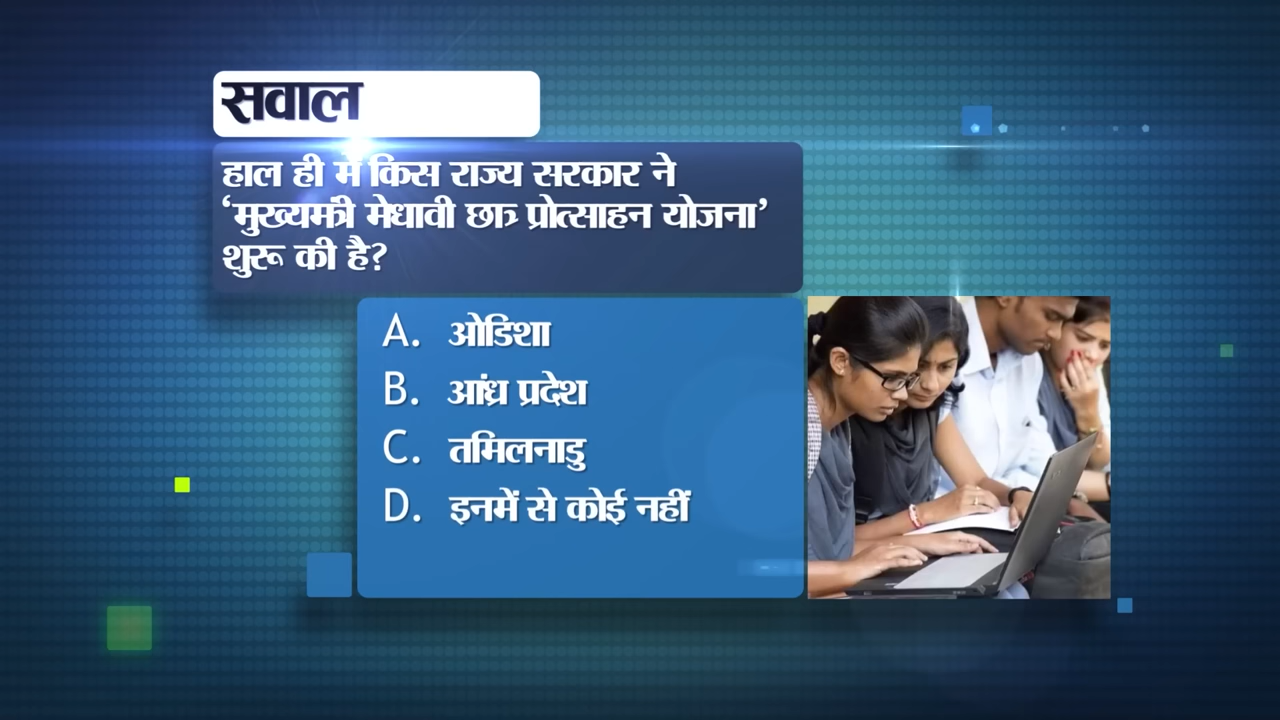 सवाल
हाल ही में किस राज्य सरकार ने
‘मुख्यमंत्री मेधावी छात्र प्रोत्साहन योजना’
शुरू की है?
A. ओडिशा
B. आंध्र प्रदेश
C. तमिलनाडु
D. इनमें से कोई नहीं